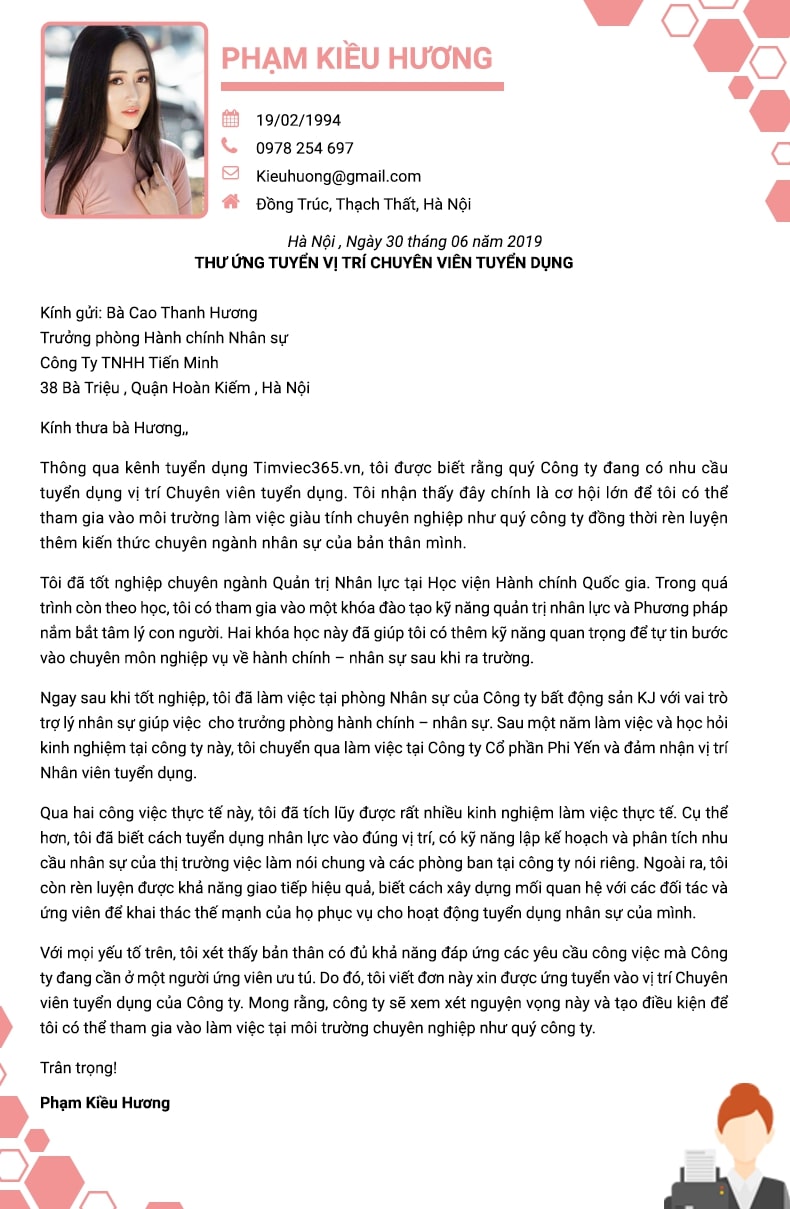 PHẠM KIỀU HƯƠNG
19/02/1994
0978 254 697
Kieuhuong@gmail.com
Đồng Trúc, Thạch Thất, Hà Nội
Hà Nội , Ngày 30 tháng 06 năm 2019
THƯ ỨNG TUYỂN VỊ TRÍ CHUYÊN VIÊN TUYỂN DỤNG
Kính gửi: Bà Cao Thanh Hương
Trưởng phòng Hành chính Nhân sự
Công Ty TNHH Tiến Minh
38 Bà Triệu , Quận Hoàn Kiếm , Hà Nội
Kính thưa bà Hương,,
Thông qua kênh tuyển dụng Timviec365.vn, tôi được biết rằng quý Công ty đang có nhu cầu
tuyển dụng vị trí Chuyên viên tuyển dụng. Tôi nhận thấy đây chính là cơ hội lớn để tôi có thể
tham gia vào môi trường làm việc giàu tính chuyên nghiệp như quý công ty đồng thời rèn luyện
thêm kiến thức chuyên ngành nhân sự của bản thân mình.
Tôi đã tốt nghiệp chuyên ngành Quản trị Nhân lực tại Học viện Hành chính Quốc gia. Trong quá
trình còn theo học, tôi có tham gia vào một khóa đào tạo kỹ năng quản trị nhân lực và Phương pháp
nắm bắt tâm lý con người. Hai khóa học này đã giúp tôi có thêm kỹ năng quan trọng để tự tin bước
vào chuyên môn nghiệp vụ về hành chính – nhân sự sau khi ra trường.
Ngay sau khi tốt nghiệp, tôi đã làm việc tại phòng Nhân sự của Công ty bất động sản KJ với vai trò
trợ lý nhân sự giúp việc cho trưởng phòng hành chính – nhân sự. Sau một năm làm việc và học hỏi
kinh nghiệm tại công ty này, tôi chuyển qua làm việc tại Công ty Cổ phần Phi Yến và đảm nhận vị trí
Nhân viên tuyển dụng.
Qua hai công việc thực tế này, tôi đã tích lũy được rất nhiều kinh nghiệm làm việc thực tế. Cụ thể
hơn, tôi đã biết cách tuyển dụng nhân lực vào đúng vị trí, có kỹ năng lập kế hoạch và phân tích nhu
cầu nhân sự của thị trường việc làm nói chung và các phòng ban tại công ty nói riêng. Ngoài ra, tôi
còn rèn luyện được khả năng giao tiếp hiệu quả, biết cách xây dựng mối quan hệ với các đối tác và
ứng viên để khai thác thế mạnh của họ phục vụ cho hoạt động tuyển dụng nhân sự của mình.
Với mọi yếu tố trên, tôi xét thấy bản thân có đủ khả năng đáp ứng các yêu cầu công việc mà Công
ty đang cần ở một người ứng viên ưu tú. Do đó, tôi viết đơn này xin được ứng tuyển vào vị trí Chuyên
viên tuyển dụng của Công ty. Mong rằng, công ty sẽ xem xét nguyện vọng này và tạo điều kiện để
tôi có thể tham gia vào làm việc tại môi trường chuyên nghiệp như quý công ty.
Trân trọng!
Phạm Kiều Hương